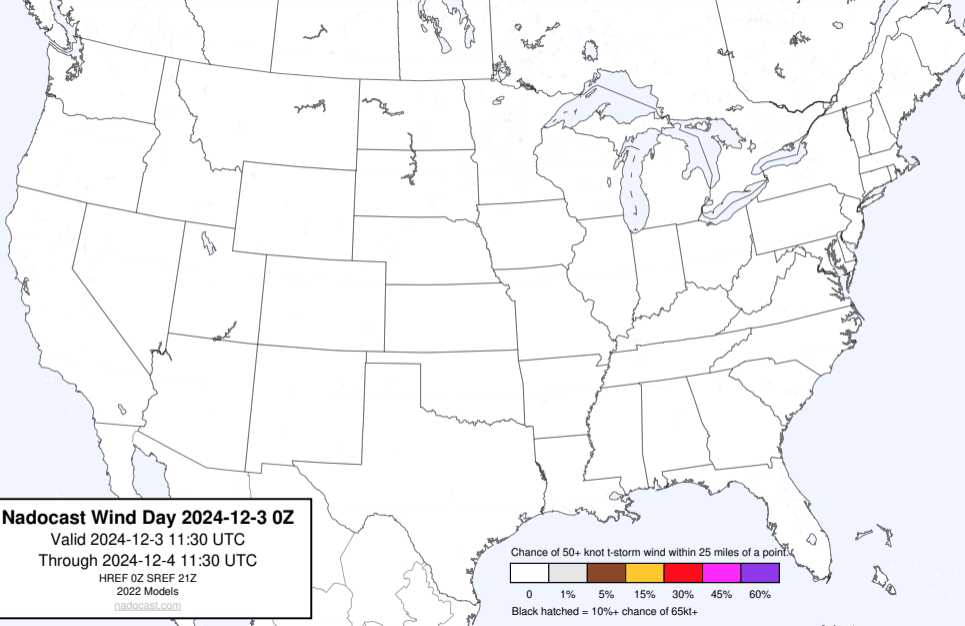 Nadocast Wind Day 2024-12-3 0Z
Valid 2024-12-3 11:30 UTC
Through 2024-12-4 11:30 UTC
HREF 0Z SREF 21Z
2022 Models
nadocast.com
Chance of 50+ knot t-storm wind within 25 miles of a point.
0 1% 5% 15% 30% 45% 60%
Black hatched = 10%+ chance of 65kt+